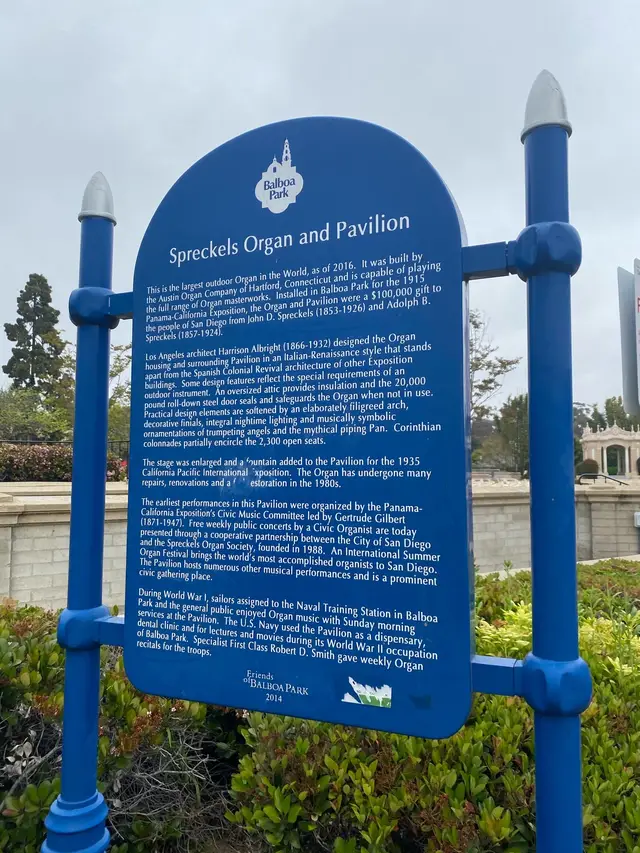 Balboa
Park
Spreckels Organ and Pavilion
This is the largest outdoor Organ in the World, as of 2016. It was built by
the Austin Organ Company of Hartford, Connecticut and is capable of playing
the full range of Organ masterworks. Installed in Balboa Park for the 1915
Panama-California Exposition, the Organ and Pavilion were a $100,000 gift to
the people of San Diego from John D. Spreckels (1853-1926) and Adolph B.
Spreckels (1857-1924).
Los Angeles architect Harrison Albright (1866-1932) designed the Organ
housing and surrounding Pavilion in an Italian-Renaissance style that stands
apart from the Spanish Colonial Revival architecture of other Exposition
buildings. Some design features reflect the special requirements of an
outdoor instrument. An oversized attic provides insulation and the 20,000
pound roll-down steel door seals and safeguards the Organ when not in use.
Practical design elements are softened by an elaborately filigreed arch,
decorative finials, integral nightime lighting and musically symbolic
ornamentations of trumpeting angels and the mythical piping Pan. Corinthian
colonnades partially encircle the 2,300 open seats.
The stage was enlarged and a fountain added to the Pavilion for the 1935
California Pacific International Exposition. The Organ has undergone many
repairs, renovations and a restoration in the 1980s.
The earliest performances in this Pavilion were organized by the Panama-
California Exposition's Civic Music Committee led by Gertrude Gilbert
(1871-1947). Free weekly public concerts by a Civic Organist are today
presented through a cooperative partnership between the City of San Diego
and the Spreckels Organ Society, founded in 1988. An International Summer
Organ Festival brings the world's most accomplished organists to San Diego.
The Pavilion hosts numerous other musical performances and is a prominent
civic gathering place.
During World War I, sailors assigned to the Naval Training Station in Balboa
Park and the general public enjoyed Organ music with Sunday morning
services at the Pavilion. The U.S. Navy used the Pavilion as a dispensary,
dental clinic and for lectures and movies during its World War II occupation
of Balboa Park. Specialist First Class Robert D. Smith gave weekly Organ
recitals for the troops.
Friends
of BALBOA PARK
2014